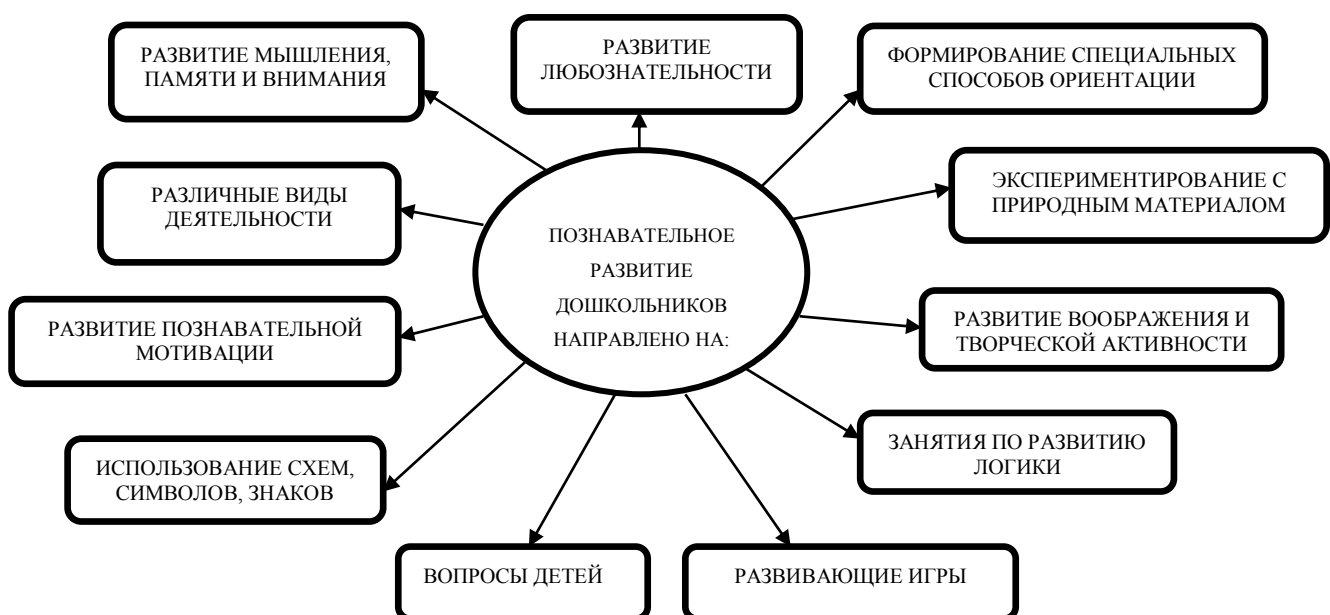 РАЗВИТИЕ МЫШЛЕНИЯ,
ПАМЯТИ И ВНИМАНИЯ
РАЗВИТИЕ
ЛЮБОЗНАТЕЛЬНОСТИ
ФОРМИРОВАНИЕ СПЕЦИАЛЬНЫХ
СПОСОБОВ ОРИЕНТАЦИИ
РАЗЛИЧНЫЕ ВИДЫ
ДЕЯТЕЛЬНОСТИ
ЭКСПЕРИМЕНТИРОВАНИЕ С
ПРИРОДНЫМ МАТЕРИАЛОМ
ПОЗНАВАТЕЛЬНОЕ
РАЗВИТИЕ
ДОШКОЛЬНИКОВ
НАПРАВЛЕНО НА:
РАЗВИТИЕ ПОЗНАВАТЕЛЬНОЙ
МОТИВАЦИИ
РАЗВИТИЕ ВООБРАЖЕНИЯ И
ТВОРЧЕСКОЙ АКТИВНОСТИ
ИСПОЛЬЗОВАНИЕ СХЕМ,
СИМВОЛОВ, ЗНАКОВ
ЗАНЯТИЯ ПО РАЗВИТИЮ
ЛОГИКИ
ВОПРОСЫ ДЕТЕЙ
РАЗВИВАЮЩИЕ ИГРЫ